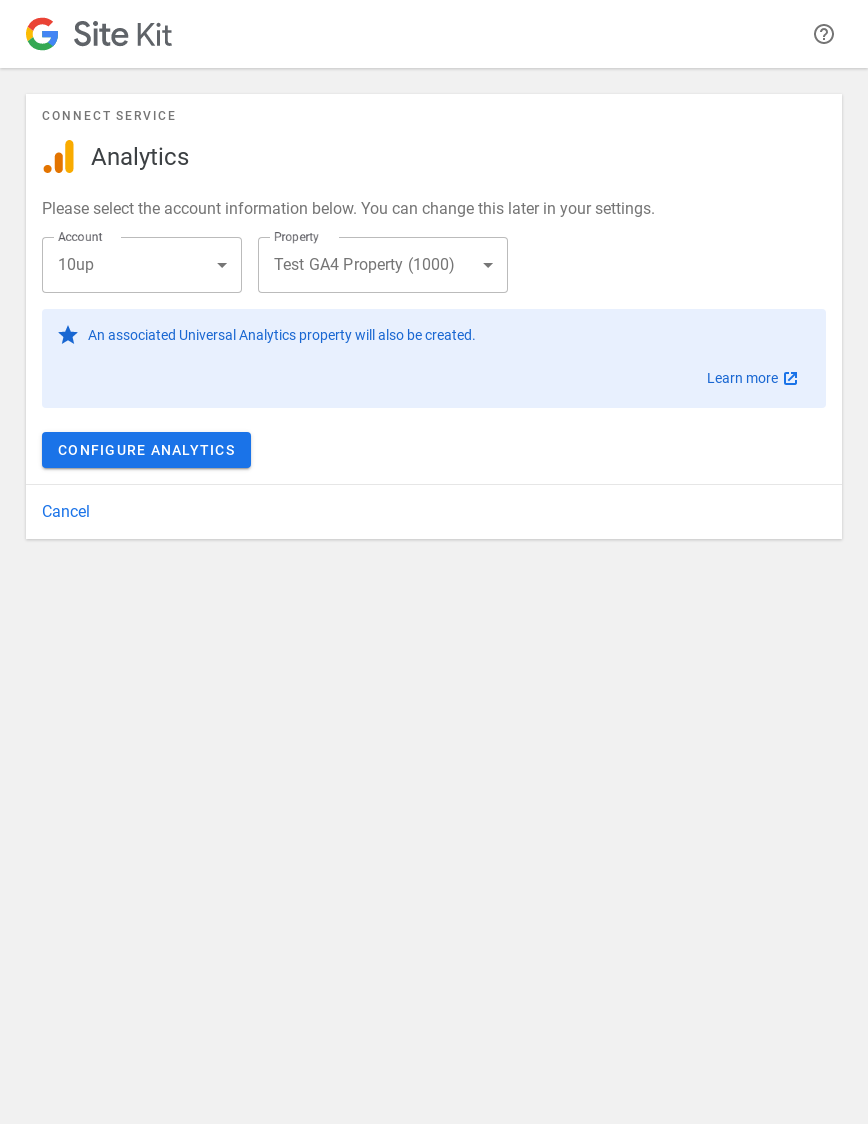 Site Kit
CONNECT SERVICE
Analytics
Please select the account information below. You can change this later in your settings.
Account
10up
Property
Test GA4 Property (1000)
An associated Universal Analytics property will also be created.
Learn more
CONFIGURE ANALYTICS
Cancel